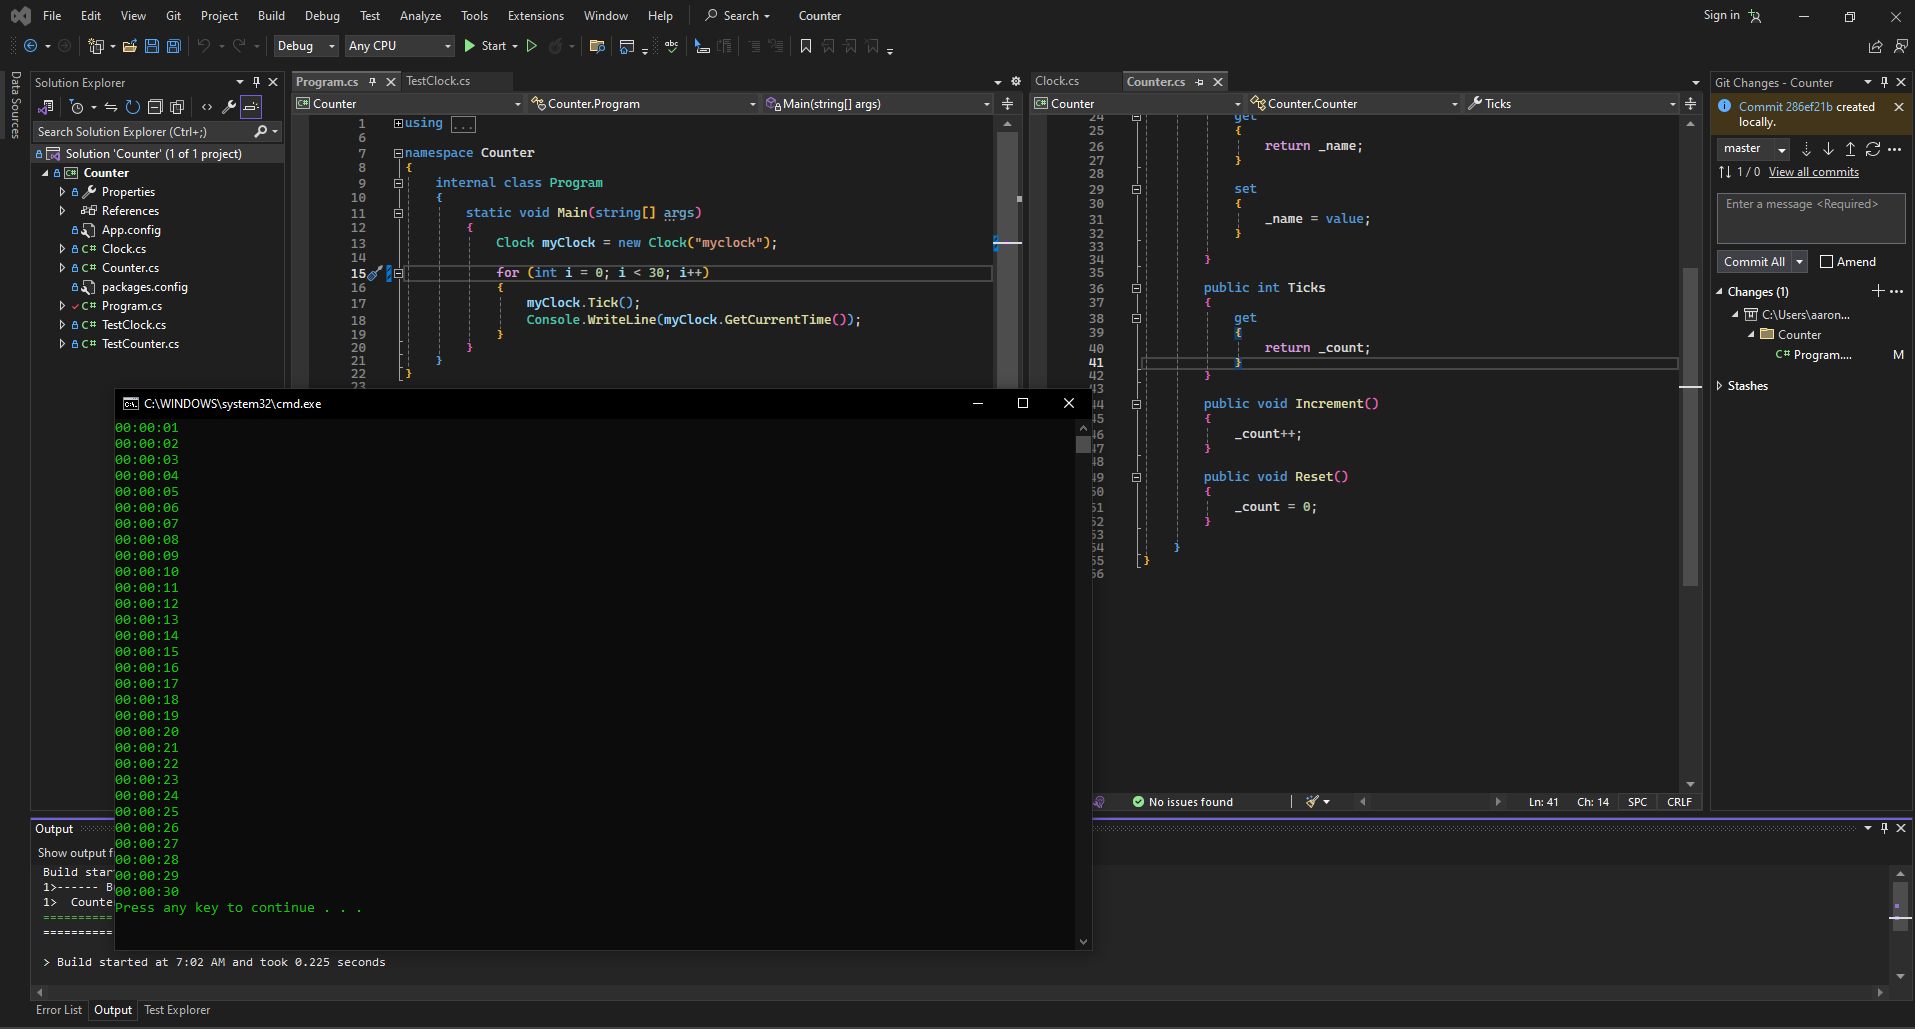 File Edit View Git Project Build Debug Test Analyze Tools Extensions Window Help Search Counter Sign in
Debug Any CPU Start
Data Sources
Solution Explorer
Search Solution Explorer (Ctrl+;)
Solution 'Counter' (1 of 1 project)
Counter
Properties
References
App.config
Clock.cs
Counter.cs
packages.config
Program.cs
TestClock.cs
TestCounter.cs
Program.cs TestClock.cs
Counter Counter.Program Main(string[] args)
1 using ...
6
7 namespace Counter
8 {
9 internal class Program
10 {
11 static void Main(string[] args)
12 {
13 Clock myClock = new Clock("myclock");
14
15 for (int i = 0; i < 30; i++)
16 {
17 myClock.Tick();
18 Console.WriteLine(myClock.GetCurrentTime());
19 }
20 }
21 }
22 }
23
Clock.cs Counter.cs
Counter Counter.Counter Ticks
24 get
25 {
26 return _name;
27 }
28
29 set
30 {
31 _name = value;
32 }
33
34 }
35
36 public int Ticks
37 {
38 get
39 {
40 return _count;
41 }
42 }
43
44 public void Increment()
45 {
46 _count++;
47 }
48
49 public void Reset()
50 {
51 _count = 0;
52 }
53
54 }
55 }
56
No issues found Ln: 41 Ch: 14 SPC CRLF
Git Changes - Counter
Commit 286ef21b created
locally.
master
1 / 0 View all commits
Enter a message <Required>
Commit All Amend
Changes (1)
C:\Users\aaron...
Counter
Program.... M
Stashes
C:\WINDOWS\system32\cmd.exe
00:00:01
00:00:02
00:00:03
00:00:04
00:00:05
00:00:06
00:00:07
00:00:08
00:00:09
00:00:10
00:00:11
00:00:12
00:00:13
00:00:14
00:00:15
00:00:16
00:00:17
00:00:18
00:00:19
00:00:20
00:00:21
00:00:22
00:00:23
00:00:24
00:00:25
00:00:26
00:00:27
00:00:28
00:00:29
00:00:30
Press any key to continue . . .
Output
Show output f
Build star
1>------ B
1> Counte
==========
==========
> Build started at 7:02 AM and took 0.225 seconds
Error List Output Test Explorer